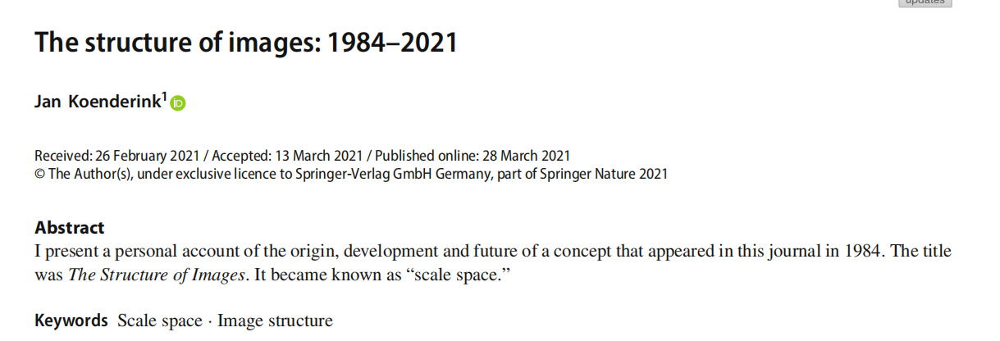 updates
The structure of images: 1984–2021
Jan Koenderink1 iD
Received: 26 February 2021 / Accepted: 13 March 2021 / Published online: 28 March 2021
© The Author(s), under exclusive licence to Springer-Verlag GmbH Germany, part of Springer Nature 2021
Abstract
I present a personal account of the origin, development and future of a concept that appeared in this journal in 1984. The title
was The Structure of Images. It became known as “scale space.”
Keywords Scale space · Image structure